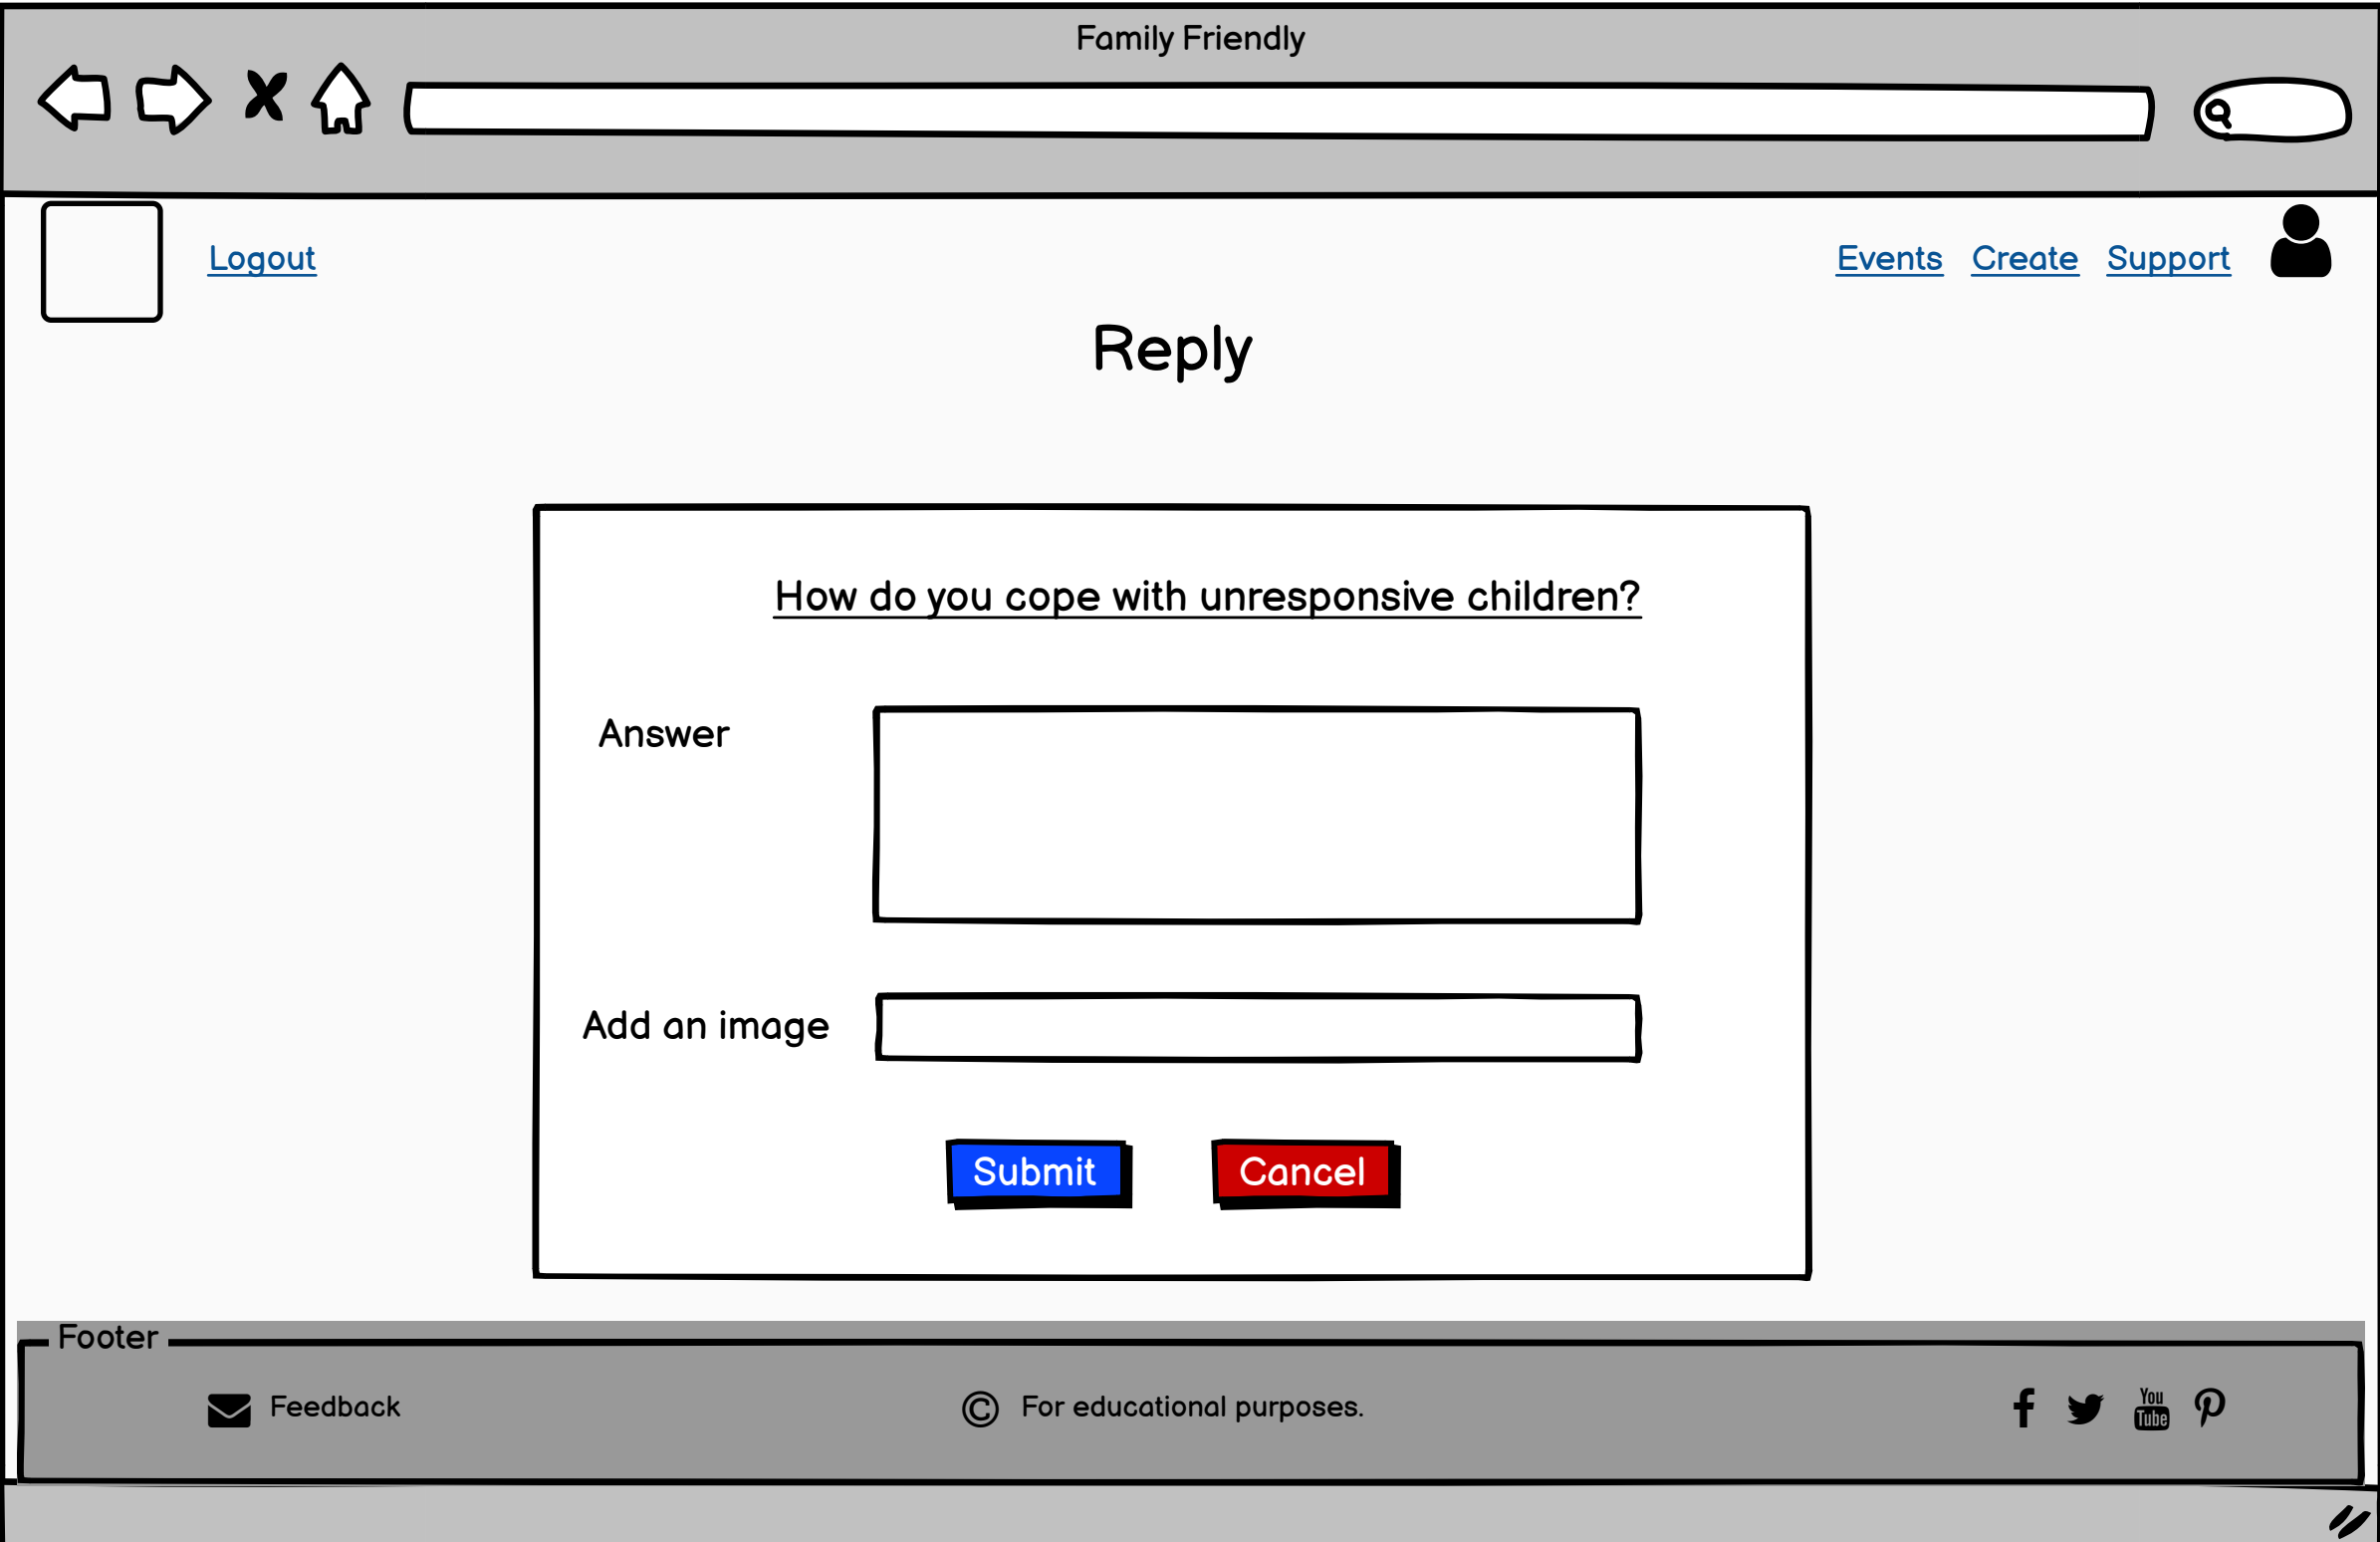 Family Friendly
Logout
Events Create Support
Reply
How do you cope with unresponsive children?
Answer
Add an image
Submit Cancel
Footer
Feedback
© For educational purposes.
You
Tube